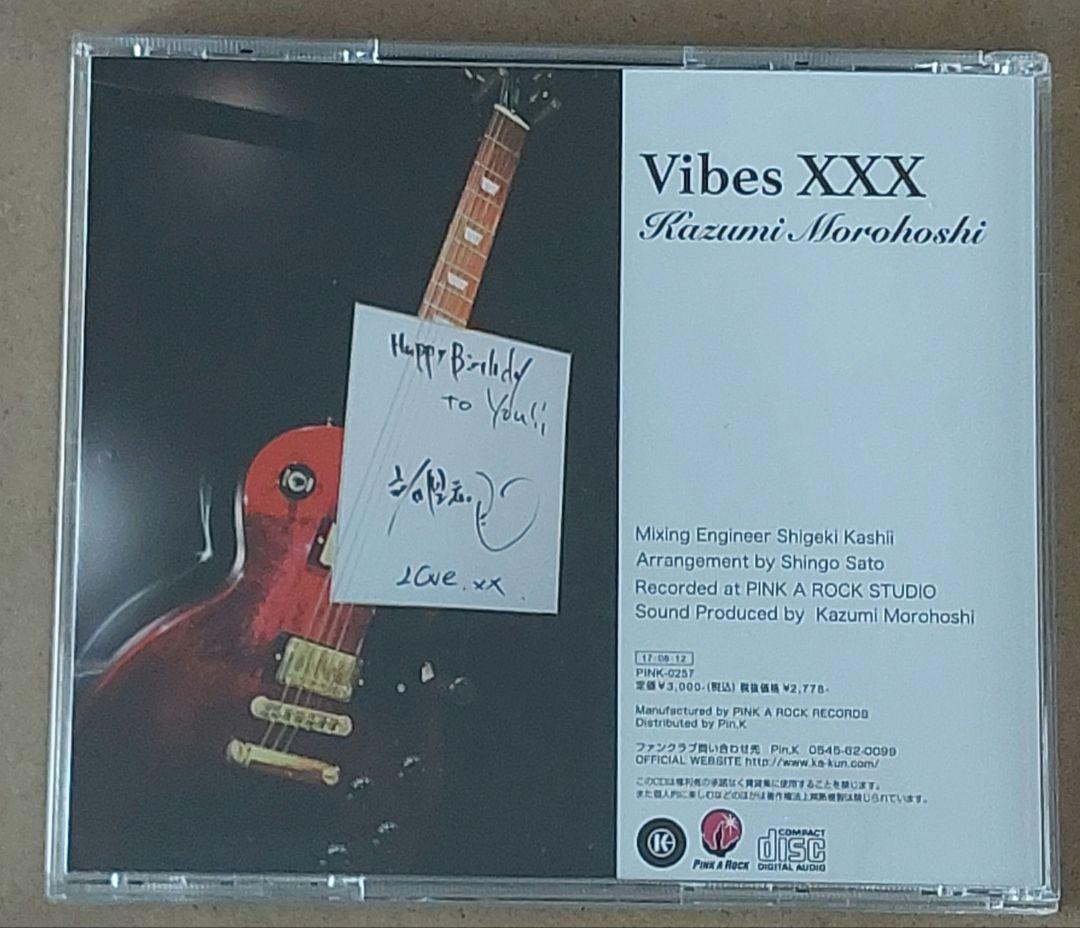 Vibes XXX
Kazumi Morohoshi
Happy Birthday
to You!!
Love.xx
Mixing Engineer Shigeki Kashii
Arrangement by Shingo Sato
Recorded at PINK A ROCK STUDIO
Sound Produced by Kazumi Morohoshi
17·08·12
PINK-0257
定価¥3,000-(税込) 税抜価格 ¥2,778-
Manufactured by PINK A ROCK RECORDS
Distributed by Pin.K
ファンクラブ問い合わせ先 Pin.K 0545-62-0099
OFFICIAL WEBSITE http://www.ka-kun.com/
このCDは権利者の承諾なく賃貸業に使用することを禁じます。
また個人的に楽しむなどのほかは著作権法上無断複製は禁じられています。
K
PINK A ROCK
COMPACT
disc
DIGITAL AUDIO